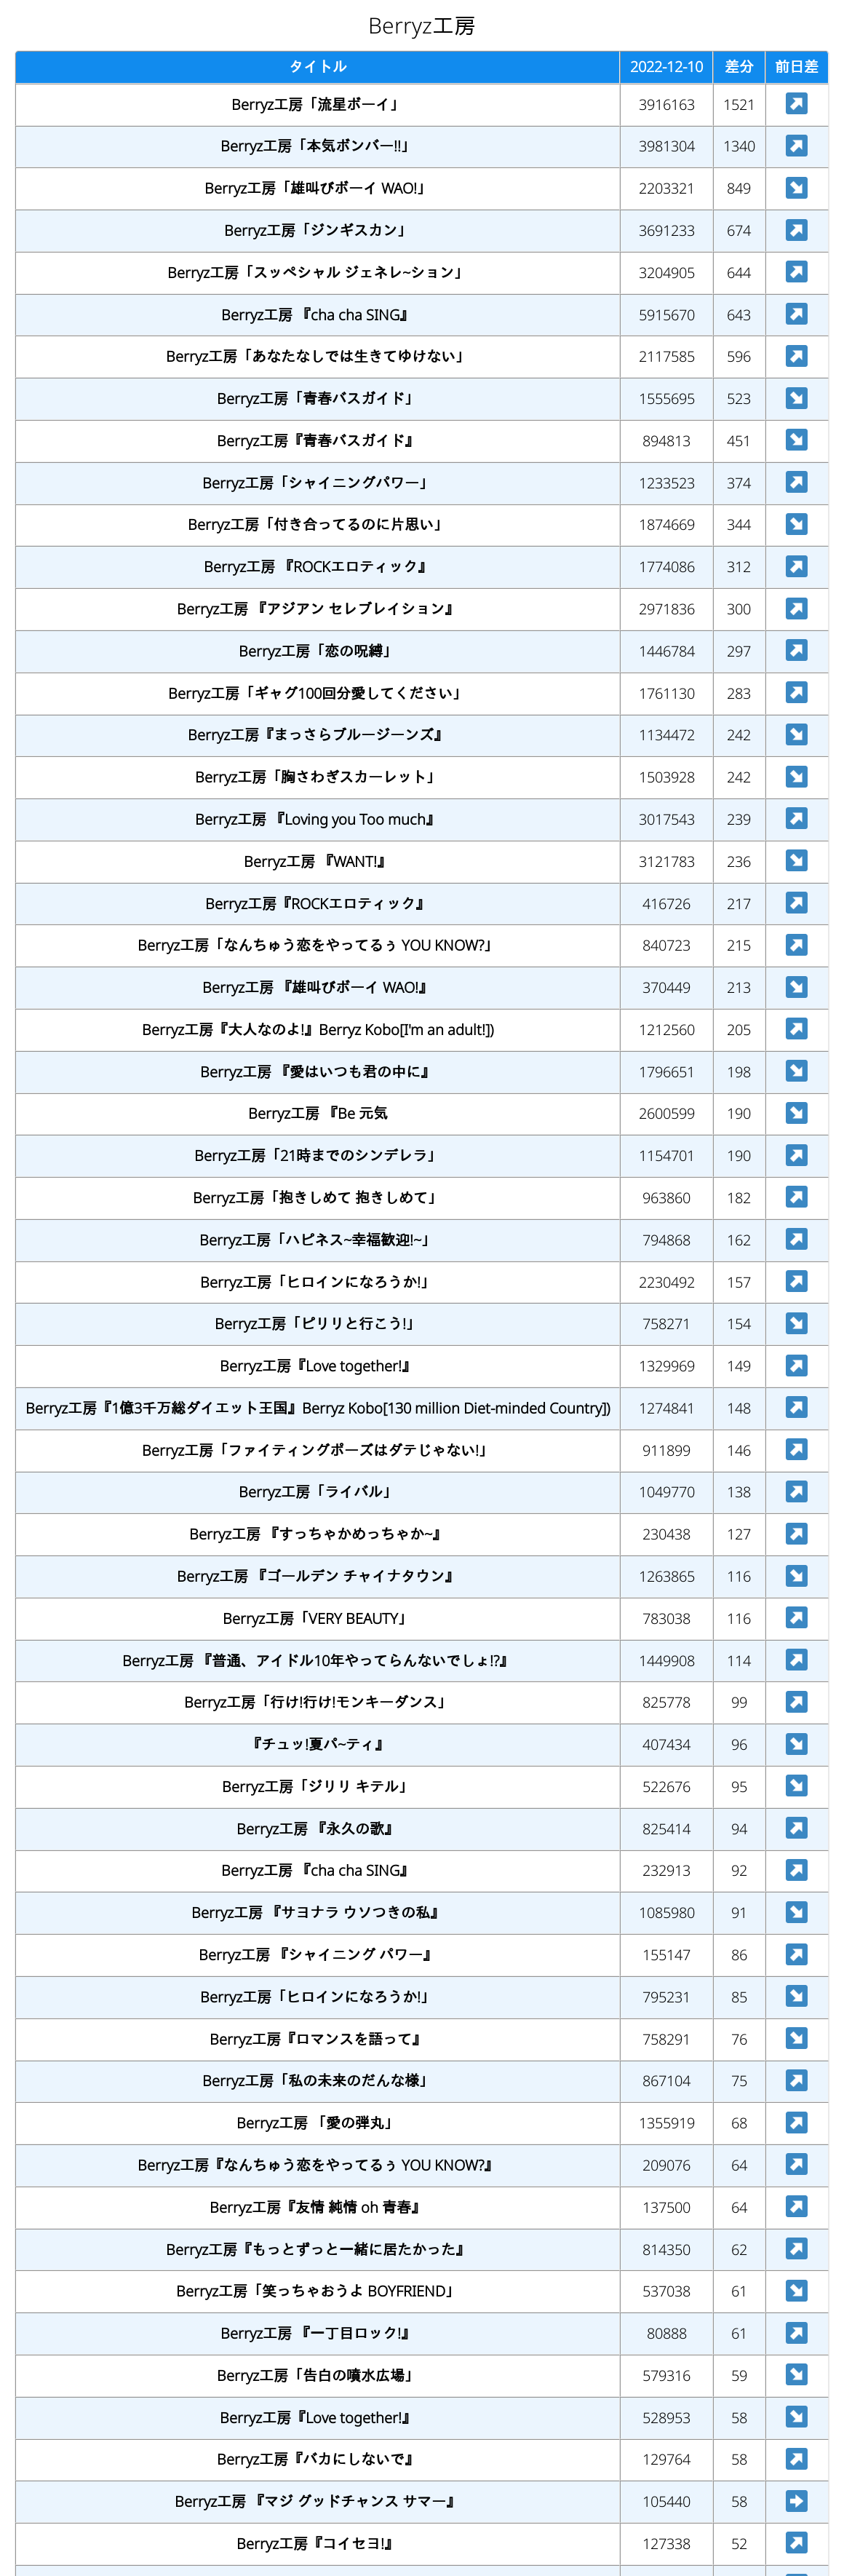 Berryz工房
タイトル 2022-12-10 差分 前日差
Berryz工房「流星ボーイ」 3916163 1521
Berryz工房「本気ボンバー!!」 3981304 1340
Berryz工房「雄叫びボーイ WAO!」 2203321 849
Berryz工房「ジンギスカン」 3691233 674
Berryz工房「スッペシャル ジェネレ~ション」 3204905 644
Berryz工房 『cha cha SING』 5915670 643
Berryz工房「あなたなしでは生きてゆけない」 2117585 596
Berryz工房「青春バスガイド」 1555695 523
Berryz工房『青春バスガイド』 894813 451
Berryz工房「シャイニングパワー」 1233523 374
Berryz工房「付き合ってるのに片思い」 1874669 344
Berryz工房 『ROCKエロティック』 1774086 312
Berryz工房 『アジアン セレブレイション』 2971836 300
Berryz工房「恋の呪縛」 1446784 297
Berryz工房「ギャグ100回分愛してください」 1761130 283
Berryz工房『まっさらブルージーンズ』 1134472 242
Berryz工房「胸さわぎスカーレット」 1503928 242
Berryz工房 『Loving you Too much』 3017543 239
Berryz工房 『WANT!』 3121783 236
Berryz工房『ROCKエロティック』 416726 217
Berryz工房「なんちゅう恋をやってるぅ YOU KNOW?」 840723 215
Berryz工房 『雄叫びボーイ WAO!』 370449 213
Berryz工房『大人なのよ!』Berryz Kobo[I'm an adult!]) 1212560 205
Berryz工房 『愛はいつも君の中に』 1796651 198
Berryz工房 『Be 元気 2600599 190
Berryz工房「21時までのシンデレラ」 1154701 190
Berryz工房「抱きしめて 抱きしめて」 963860 182
Berryz工房「ハピネス~幸福歓迎!~」 794868 162
Berryz工房「ヒロインになろうか!」 2230492 157
Berryz工房「ピリリと行こう!」 758271 154
Berryz工房『Love together!』 1329969 149
Berryz工房『1億3千万総ダイエット王国』Berryz Kobo[130 million Diet-minded Country]) 1274841 148
Berryz工房「ファイティングポーズはダテじゃない!」 911899 146
Berryz工房「ライバル」 1049770 138
Berryz工房 『すっちゃかめっちゃか~』 230438 127
Berryz工房 『ゴールデン チャイナタウン』 1263865 116
Berryz工房「VERY BEAUTY」 783038 116
Berryz工房 『普通、アイドル10年やってらんないでしょ!?』 1449908 114
Berryz工房「行け!行け!モンキーダンス」 825778 99
『チュッ!夏パ~ティ』 407434 96
Berryz工房「ジリリ キテル」 522676 95
Berryz工房 『永久の歌』 825414 94
Berryz工房 『cha cha SING』 232913 92
Berryz工房 『サヨナラ ウソつきの私』 1085980 91
Berryz工房 『シャイニング パワー』 155147 86
Berryz工房「ヒロインになろうか!」 795231 85
Berryz工房『ロマンスを語って』 758291 76
Berryz工房「私の未来のだんな様」 867104 75
Berryz工房 「愛の弾丸」 1355919 68
Berryz工房『なんちゅう恋をやってるぅ YOU KNOW?』 209076 64
Berryz工房『友情 純情 oh 青春』 137500 64
Berryz工房『もっとずっと一緒に居たかった』 814350 62
Berryz工房「笑っちゃおうよ BOYFRIEND」 537038 61
Berryz工房 『一丁目ロック!』 80888 61
Berryz工房「告白の噴水広場」 579316 59
Berryz工房『Love together!』 528953 58
Berryz工房『バカにしないで』 129764 58
Berryz工房 『マジ グッドチャンス サマー』 105440 58
Berryz工房『コイセヨ!』 127338 52